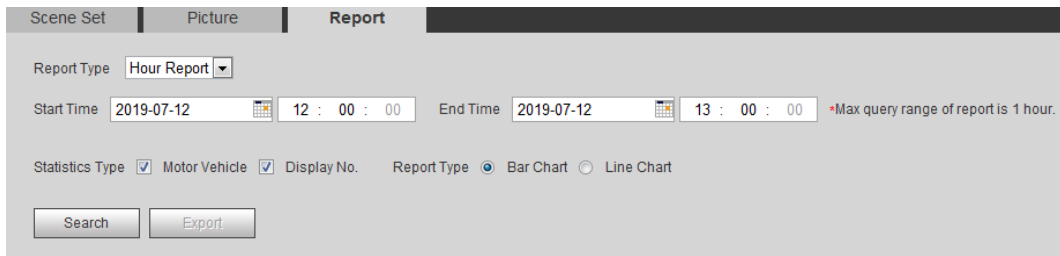 Scene Set Picture Report
Report Type Hour Report
Start Time 2019-07-12 12 : 00 : 00 End Time 2019-07-12 13 : 00 : 00 *Max query range of report is 1 hour.
Statistics Type Motor Vehicle Display No. Report Type Bar Chart Line Chart
Search Export